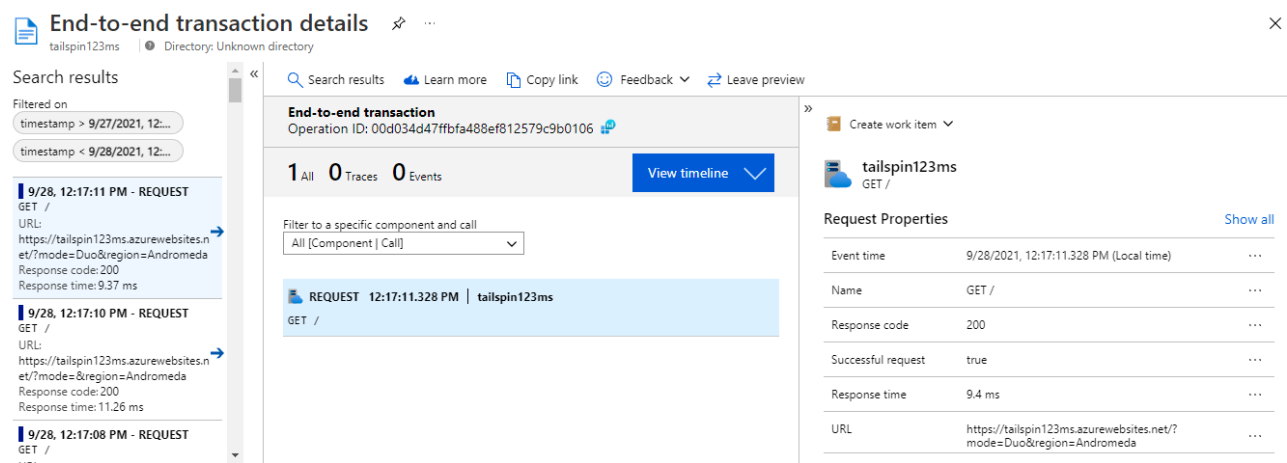 End-to-end transaction details
tailspin123ms
Directory: Unknown directory
Search results
Filtered on
timestamp > 9/27/2021, 12:...
timestamp < 9/28/2021, 12:...
9/28, 12:17:11 PM - REQUEST
GET /
URL:
https://tailspin123ms.azurewebsites.n
et/?mode=Duo&region=Andromeda
Response code: 200
Response time: 9.37 ms
9/28, 12:17:10 PM - REQUEST
GET /
URL:
https://tailspin123ms.azurewebsites.n
et/?mode=&region=Andromeda
Response code: 200
Response time: 11.26 ms
9/28, 12:17:08 PM - REQUEST
GET /
Search results
Learn more
Copy link
Feedback
Leave preview
End-to-end transaction
Operation ID: 00d034d47ffbfa488ef812579c9b0106
1 All 0 Traces 0 Events
View timeline
Filter to a specific component and call
All [Component | Call]
REQUEST 12:17:11.328 PM | tailspin123ms
GET /
Create work item
tailspin123ms
GET /
Request Properties
Show all
Event time 9/28/2021, 12:17:11.328 PM (Local time) ...
Name GET / ...
Response code 200 ...
Successful request true ...
Response time 9.4 ms ...
URL https://tailspin123ms.azurewebsites.net/?
mode=Duo&region=Andromeda ...